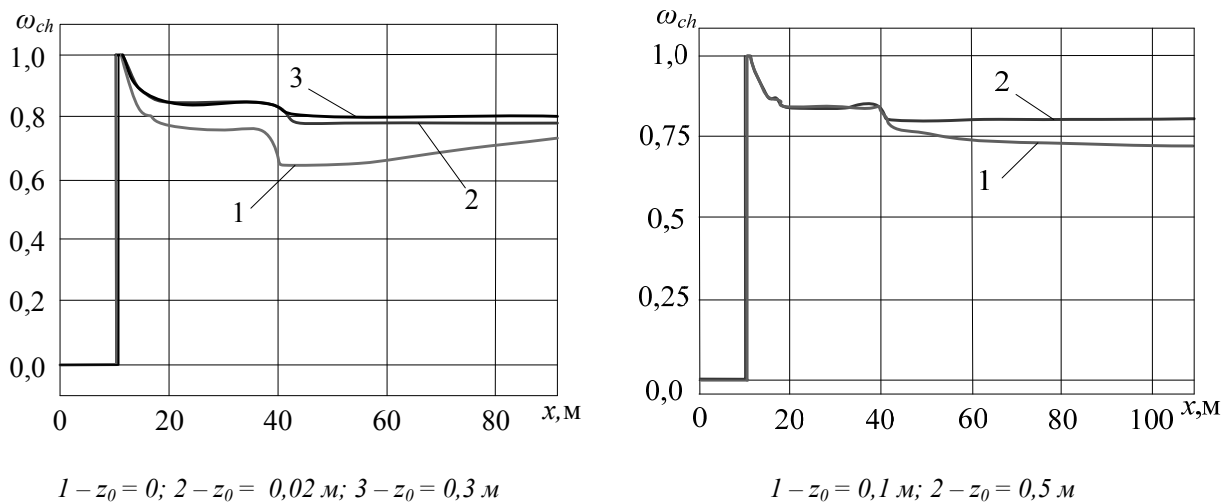 ω_ch
1,0
0,8
0,6
0,4
0,2
0,0
0 20 40 60 80 x,м
3
2
1
1 – z₀ = 0; 2 – z₀ = 0,02 м; 3 – z₀ = 0,3 м
ω_ch
1,0
0,75
0,5
0,25
0,0
0 20 40 60 80 100 x,м
2
1
1 – z₀ = 0,1 м; 2 – z₀ = 0,5 м